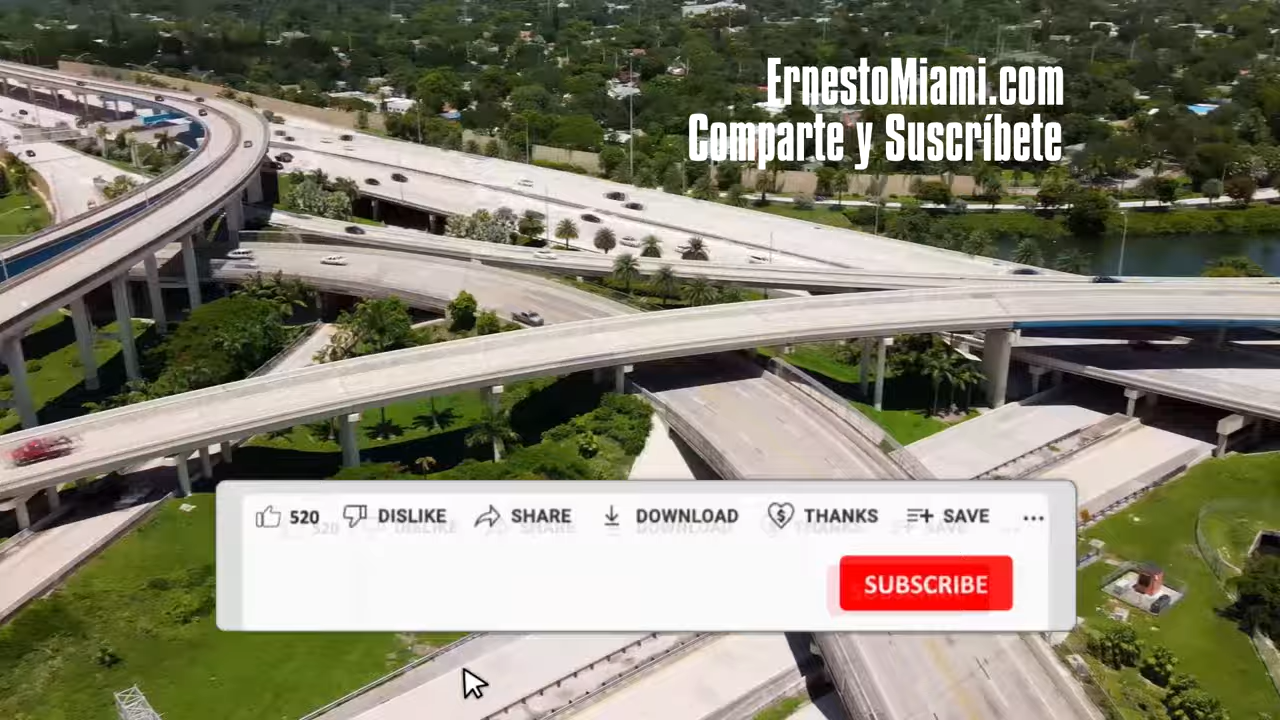 ErnestoMiami.com
Comparte y Suscríbete
520 DISLIKE SHARE DOWNLOAD THANKS SAVE ...
SUBSCRIBE